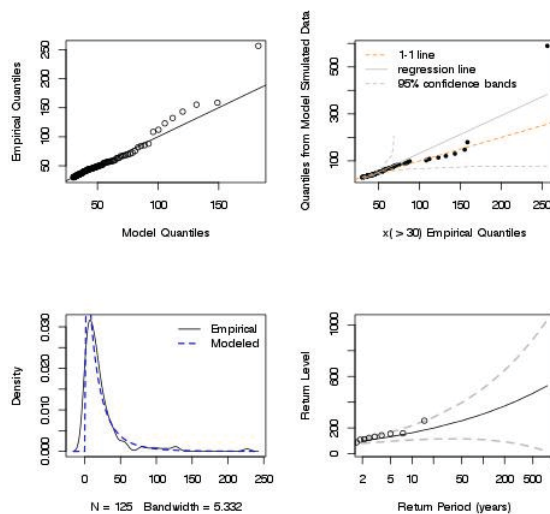 Empirical Quantiles
50
100
150
200
250
50
100
150
Model Quantiles
Quantiles from Model Simulated Data
100
300
500
1-1 line
regression line
95% confidence bands
50
100
150
200
250
x( > 30) Empirical Quantiles
Density
0.000
0.010
0.020
0.030
Empirical
Modeled
0
50
100
150
200
250
N = 125 Bandwidth = 5.332
Return Level
0
200
400
1000
2
5
10
50
200
500
Return Period (years)